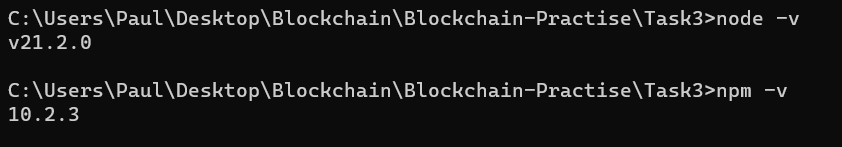 C:\Users\Paul\Desktop\Blockchain\Blockchain-Practise\Task3>node -v
v21.2.0
C:\Users\Paul\Desktop\Blockchain\Blockchain-Practise\Task3>npm -v
10.2.3